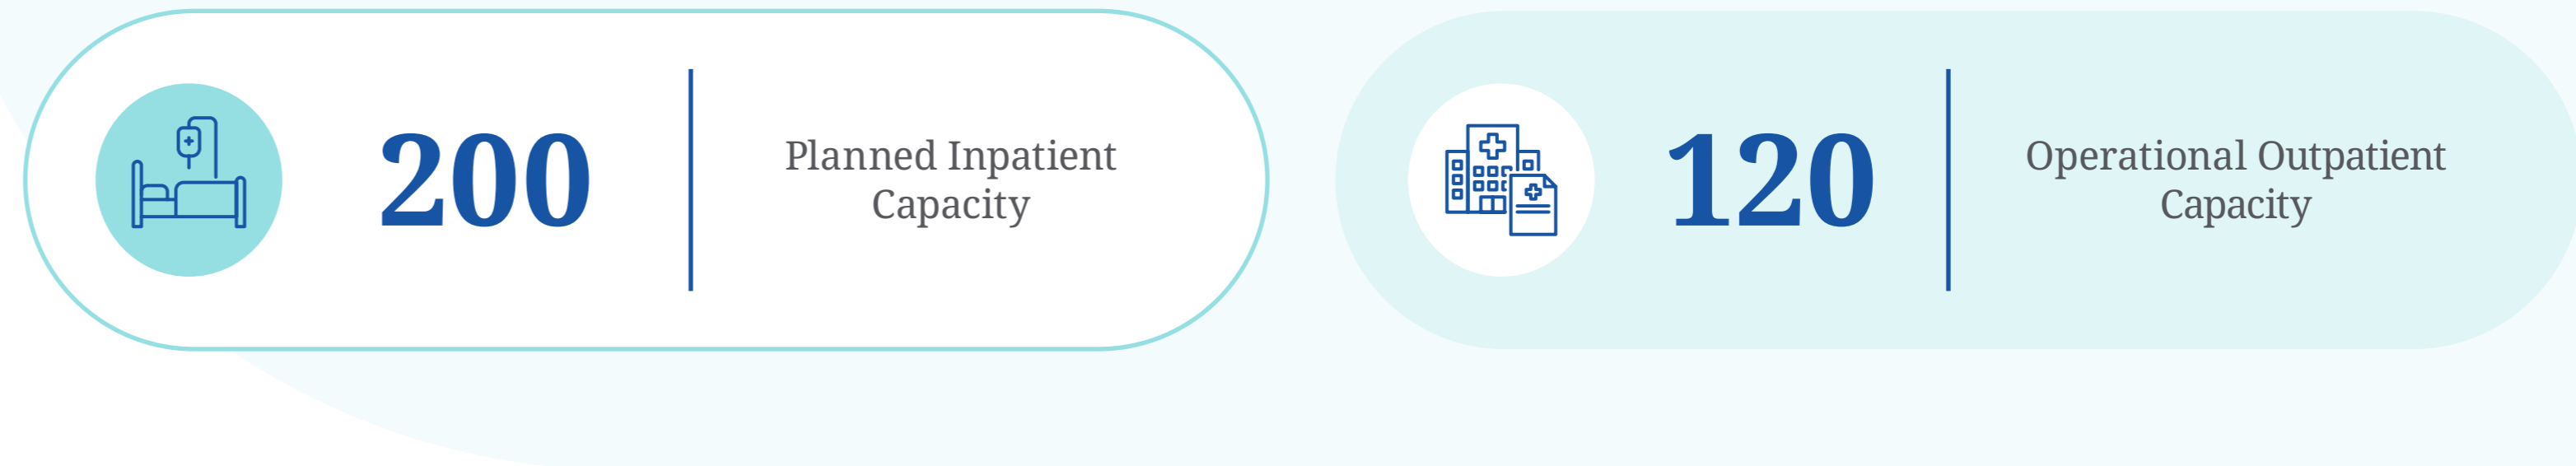 200
Planned Inpatient
Capacity
120
Operational Outpatient
Capacity